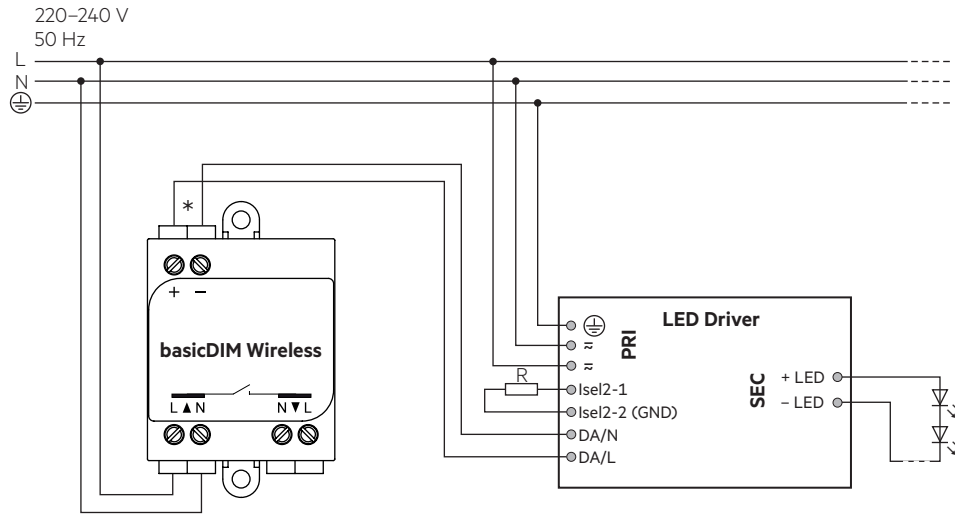 220–240 V
50 Hz
L
N
*
+ −
basicDIM Wireless
L ▲ N N ▼ L
LED Driver
PRI
≂
≂
R
Isel2-1
Isel2-2 (GND)
DA/N
DA/L
SEC
+ LED
– LED